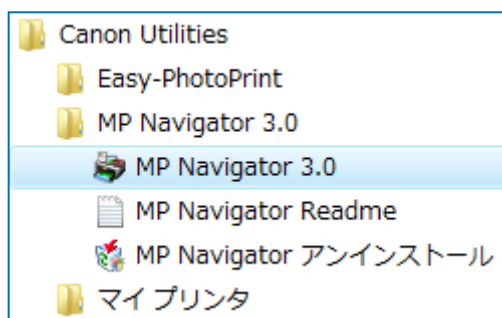 Canon Utilities
Easy-PhotoPrint
MP Navigator 3.0
MP Navigator 3.0
MP Navigator Readme
MP Navigator アンインストール
マイ プリンタ